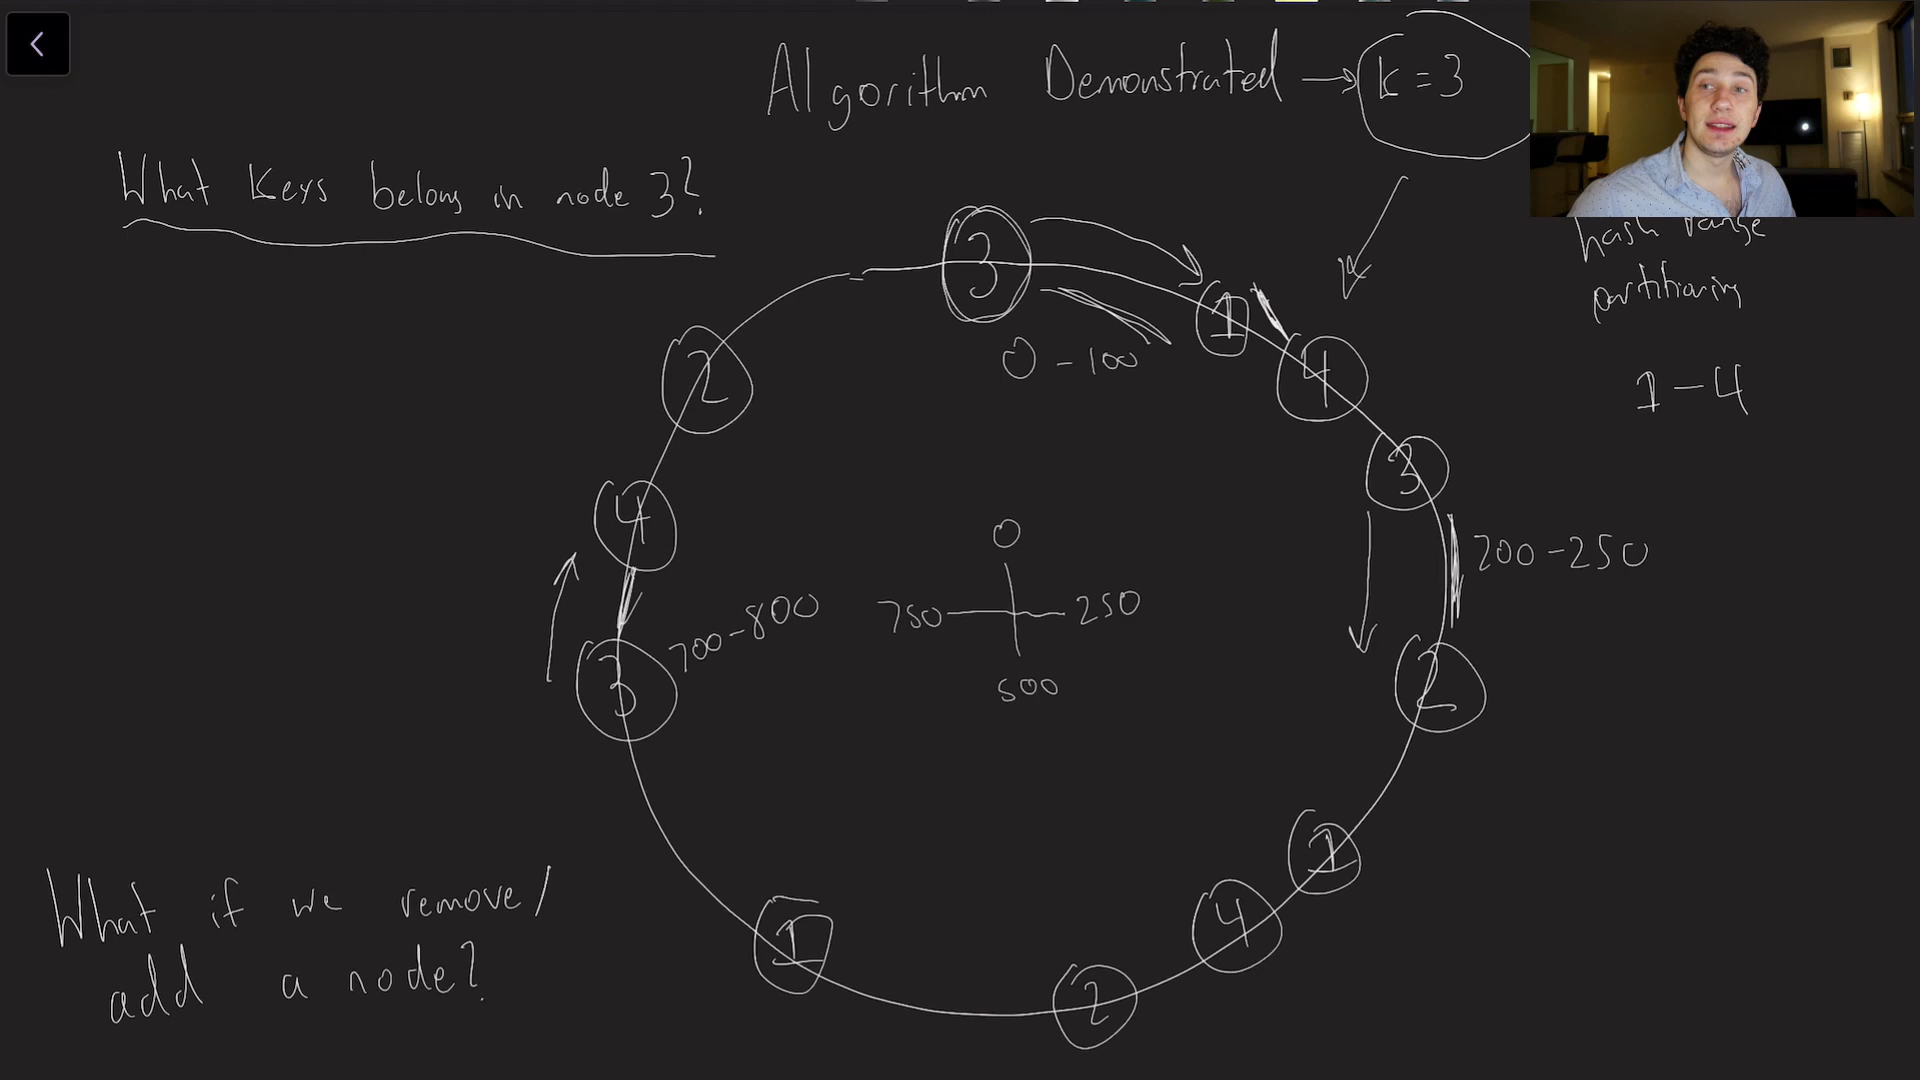 Algorithm Demonstrated → k = 3
What Keys belong in node 3?
hash range
partitioning
1 - 4
3
1
0 - 100
4
2
3
4
200 - 250
700 - 800
0
750
250
500
3
2
1
4
1
2
What if we remove/
add a node?